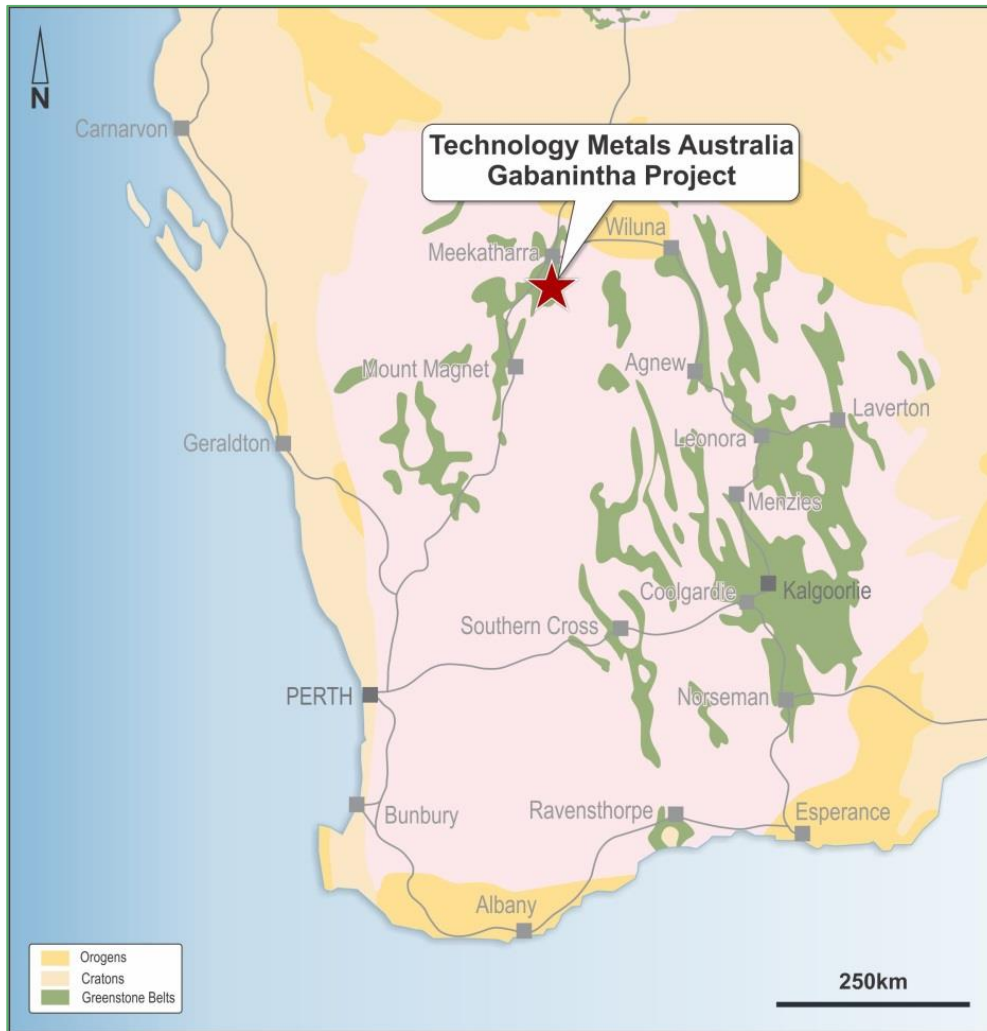 N
Carnarvon
Technology Metals Australia
Gabanintha Project
Wiluna
Meekatharra
Mount Magnet
Agnew
Laverton
Geraldton
Leonora
Menzies
Kalgoorlie
Coolgardie
Southern Cross
PERTH
Norseman
Bunbury
Ravensthorpe
Esperance
Albany
Orogens
Cratons
Greenstone Belts
250km